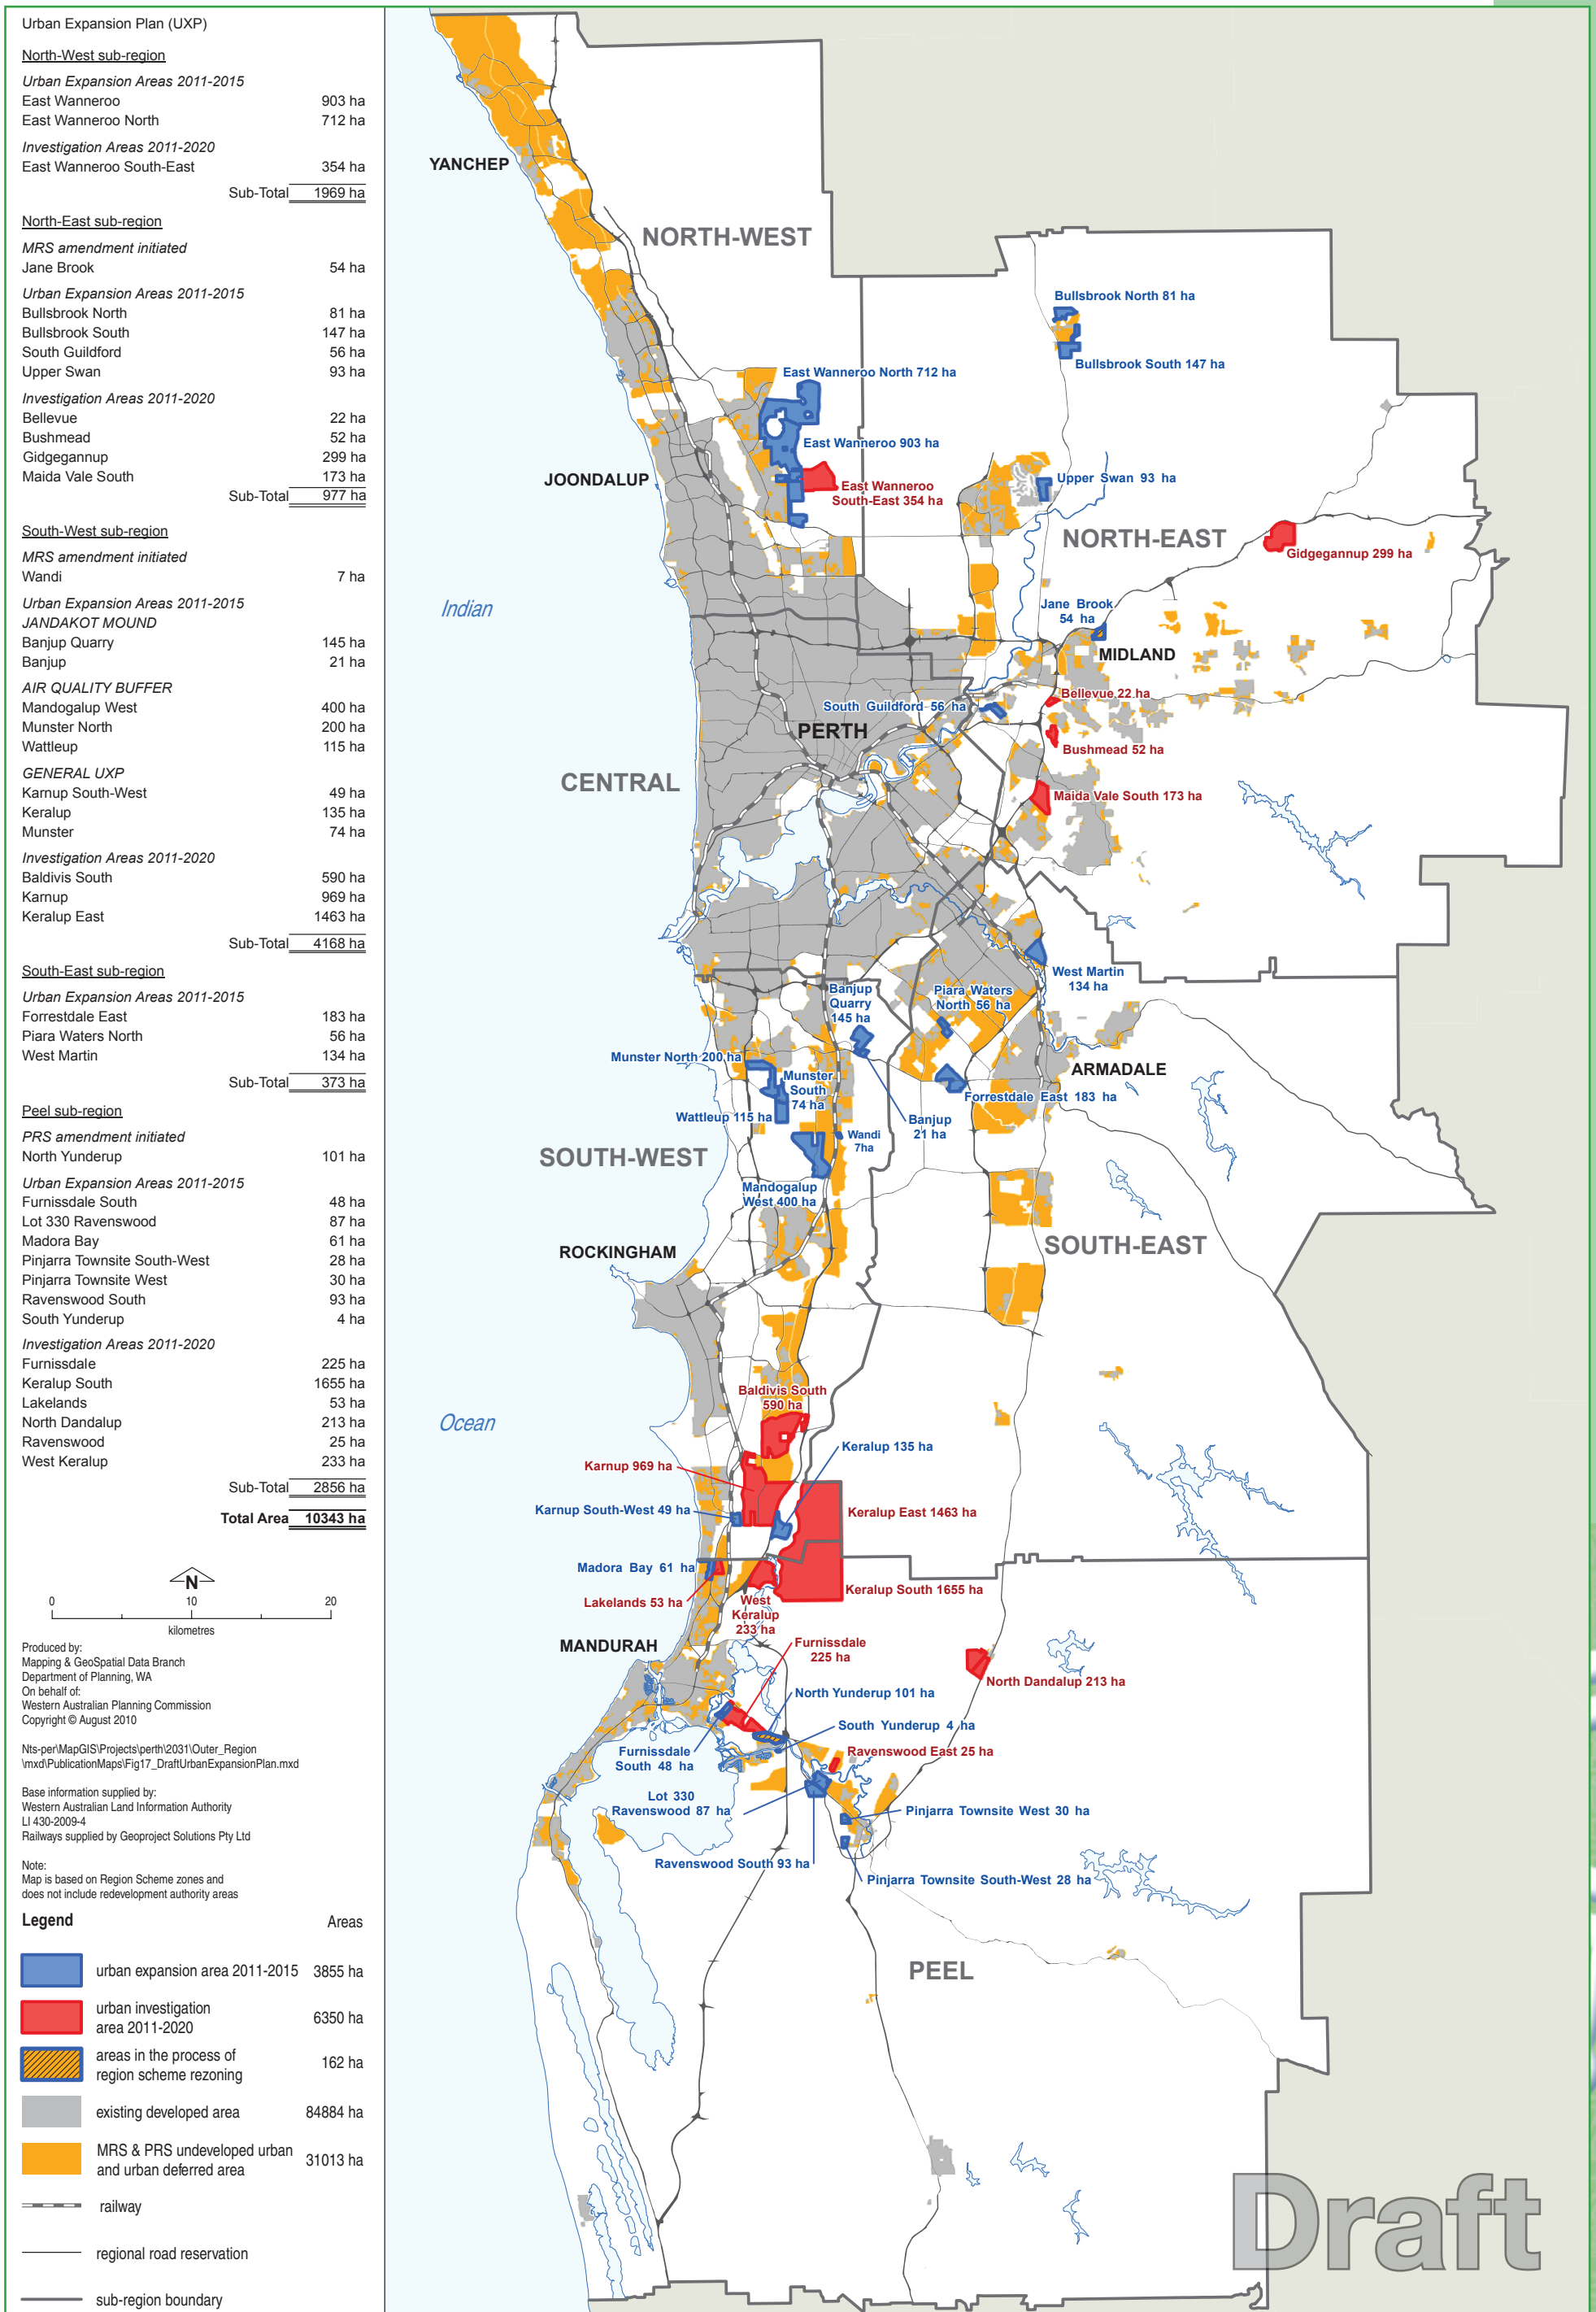 Urban Expansion Plan (UXP)
North-West sub-region
Urban Expansion Areas 2011-2015
East Wanneroo 903 ha
East Wanneroo North 712 ha
Investigation Areas 2011-2020
East Wanneroo South-East 354 ha
Sub-Total 1969 ha
North-East sub-region
MRS amendment initiated
Jane Brook 54 ha
Urban Expansion Areas 2011-2015
Bullsbrook North 81 ha
Bullsbrook South 147 ha
South Guildford 56 ha
Upper Swan 93 ha
Investigation Areas 2011-2020
Bellevue 22 ha
Bushmead 52 ha
Gidgegannup 299 ha
Maida Vale South 173 ha
Sub-Total 977 ha
South-West sub-region
MRS amendment initiated
Wandi 7 ha
Urban Expansion Areas 2011-2015
JANDAKOT MOUND
Banjup Quarry 145 ha
Banjup 21 ha
AIR QUALITY BUFFER
Mandogalup West 400 ha
Munster North 200 ha
Wattleup 115 ha
GENERAL UXP
Karnup South-West 49 ha
Keralup 135 ha
Munster 74 ha
Investigation Areas 2011-2020
Baldivis South 590 ha
Karnup 969 ha
Keralup East 1463 ha
Sub-Total 4168 ha
South-East sub-region
Urban Expansion Areas 2011-2015
Forrestdale East 183 ha
Piara Waters North 56 ha
West Martin 134 ha
Sub-Total 373 ha
Peel sub-region
PRS amendment initiated
North Yunderup 101 ha
Urban Expansion Areas 2011-2015
Furnissdale South 48 ha
Lot 330 Ravenswood 87 ha
Madora Bay 61 ha
Pinjarra Townsite South-West 28 ha
Pinjarra Townsite West 30 ha
Ravenswood South 93 ha
South Yunderup 4 ha
Investigation Areas 2011-2020
Furnissdale 225 ha
Keralup South 1655 ha
Lakelands 53 ha
North Dandalup 213 ha
Ravenswood 25 ha
West Keralup 233 ha
Sub-Total 2856 ha
Total Area 10343 ha
N
0 10 20
kilometres
Produced by:
Mapping & GeoSpatial Data Branch
Department of Planning, WA
On behalf of:
Western Australian Planning Commission
Copyright © August 2010
Nts-per\MapGIS\Projects\perth\2031\Outer_Region
\mxd\PublicationMaps\Fig17_DraftUrbanExpansionPlan.mxd
Base information supplied by:
Western Australian Land Information Authority
LI 430-2009-4
Railways supplied by Geoproject Solutions Pty Ltd
Note:
Map is based on Region Scheme zones and
does not include redevelopment authority areas
Legend Areas
urban expansion area 2011-2015 3855 ha
urban investigation
area 2011-2020 6350 ha
areas in the process of
region scheme rezoning 162 ha
existing developed area 84884 ha
MRS & PRS undeveloped urban
and urban deferred area 31013 ha
railway
regional road reservation
sub-region boundary
YANCHEP
NORTH-WEST
Bullsbrook North 81 ha
Bullsbrook South 147 ha
East Wanneroo North 712 ha
East Wanneroo 903 ha
JOONDALUP
East Wanneroo
South-East 354 ha
Upper Swan 93 ha
NORTH-EAST
Gidgegannup 299 ha
Indian
Jane Brook
54 ha
MIDLAND
Bellevue 22 ha
South Guildford 56 ha
PERTH
Bushmead 52 ha
CENTRAL
Maida Vale South 173 ha
West Martin
134 ha
Banjup
Quarry
145 ha
Piara Waters
North 56 ha
Munster North 200 ha
ARMADALE
Munster
South
74 ha
Forrestdale East 183 ha
Wattleup 115 ha
Banjup
21 ha
Wandi
7ha
SOUTH-WEST
Mandogalup
West 400 ha
ROCKINGHAM
SOUTH-EAST
Baldivis South
590 ha
Ocean
Keralup 135 ha
Karnup 969 ha
Karnup South-West 49 ha
Keralup East 1463 ha
Madora Bay 61 ha
Keralup South 1655 ha
Lakelands 53 ha
West
Keralup
233 ha
MANDURAH
Furnissdale
225 ha
North Dandalup 213 ha
North Yunderup 101 ha
South Yunderup 4 ha
Furnissdale
South 48 ha
Ravenswood East 25 ha
Lot 330
Ravenswood 87 ha
Pinjarra Townsite West 30 ha
Ravenswood South 93 ha
Pinjarra Townsite South-West 28 ha
PEEL
Draft